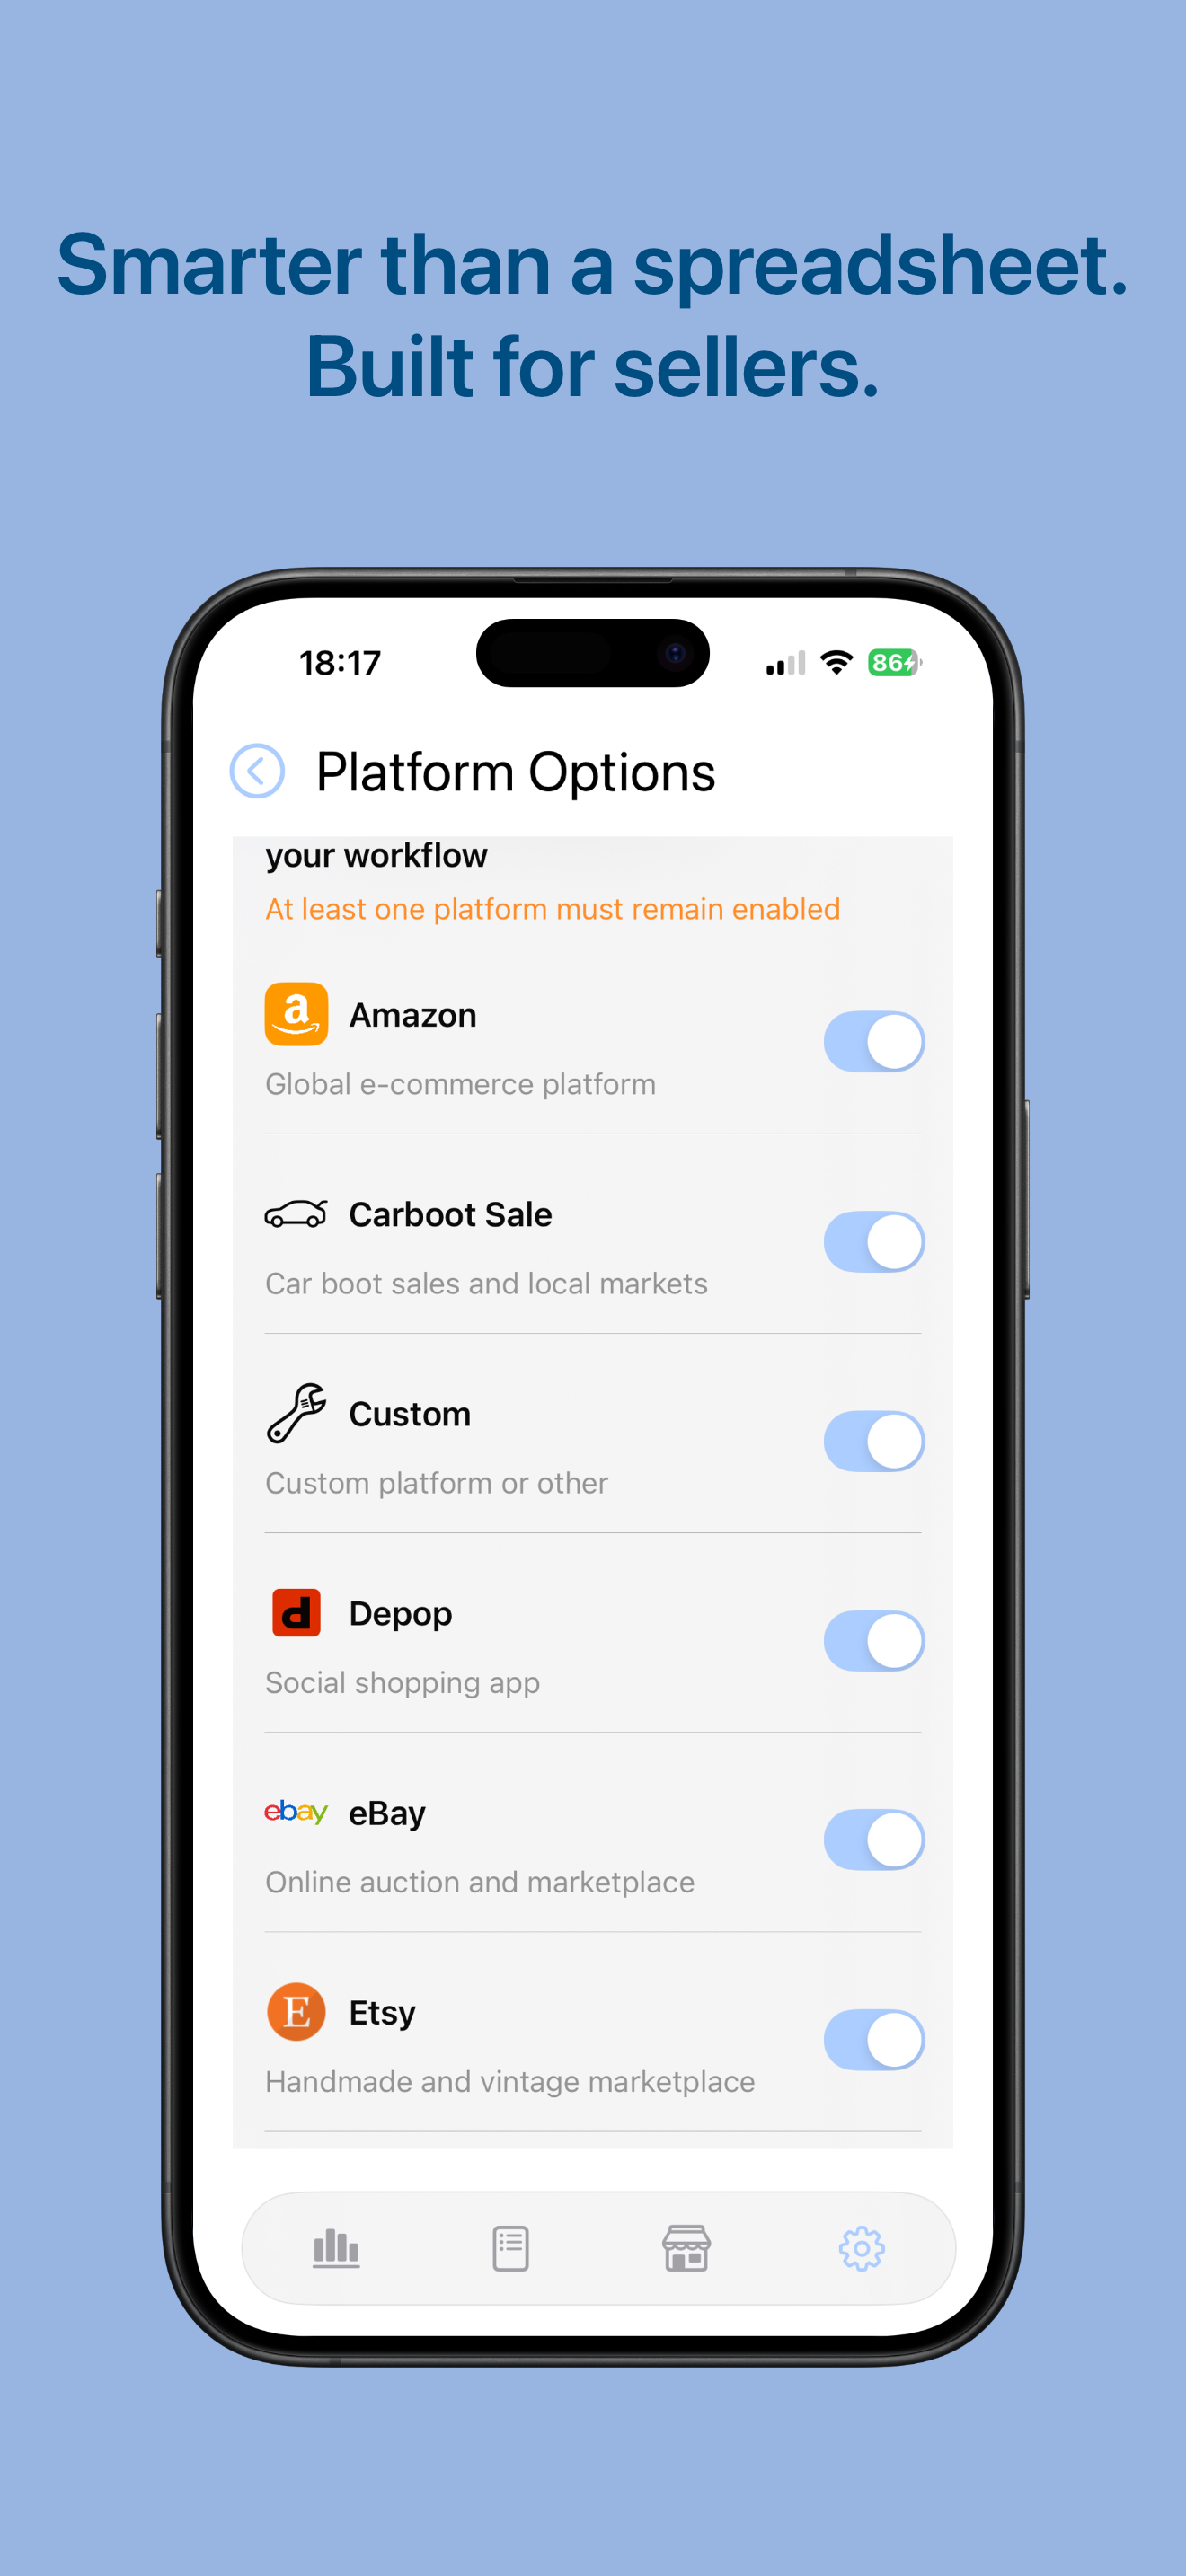 Smarter than a spreadsheet.
Built for sellers.
18:17
86
Platform Options
your workflow
At least one platform must remain enabled
a
Amazon
Global e-commerce platform
Carboot Sale
Car boot sales and local markets
Custom
Custom platform or other
d
Depop
Social shopping app
ebay
eBay
Online auction and marketplace
E
Etsy
Handmade and vintage marketplace